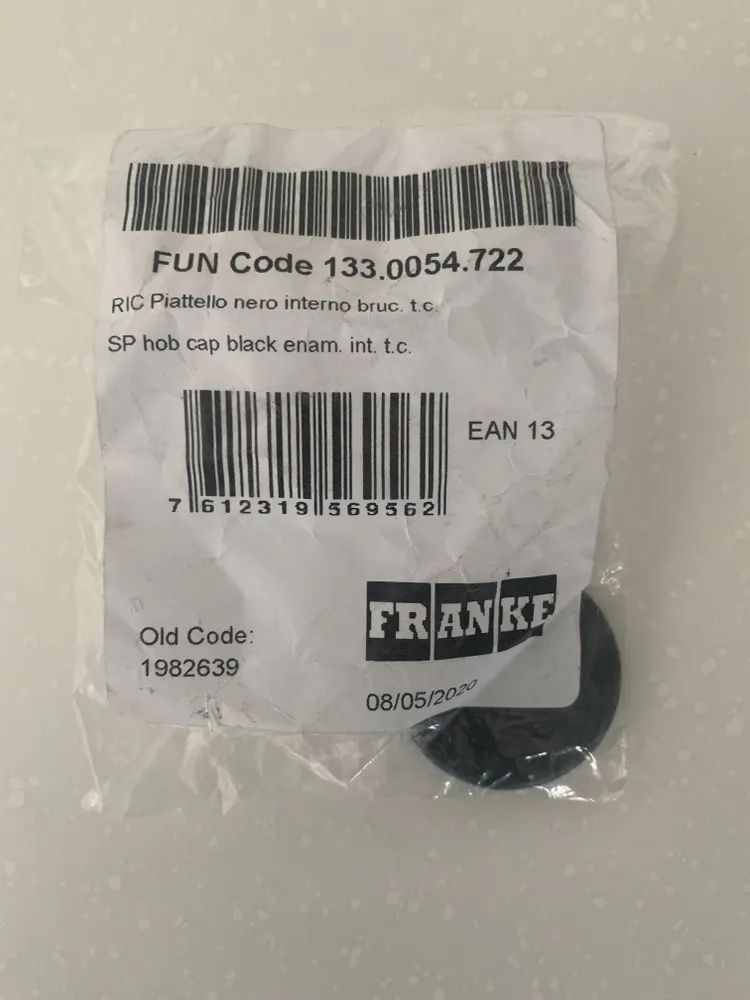 FUN Code 133.0054.722
RIC Piattello nero interno bruc. t.c.
SP hob cap black enam. int. t.c.
EAN 13
7 612319 569562
FRANKE
Old Code:
1982639
08/05/2020